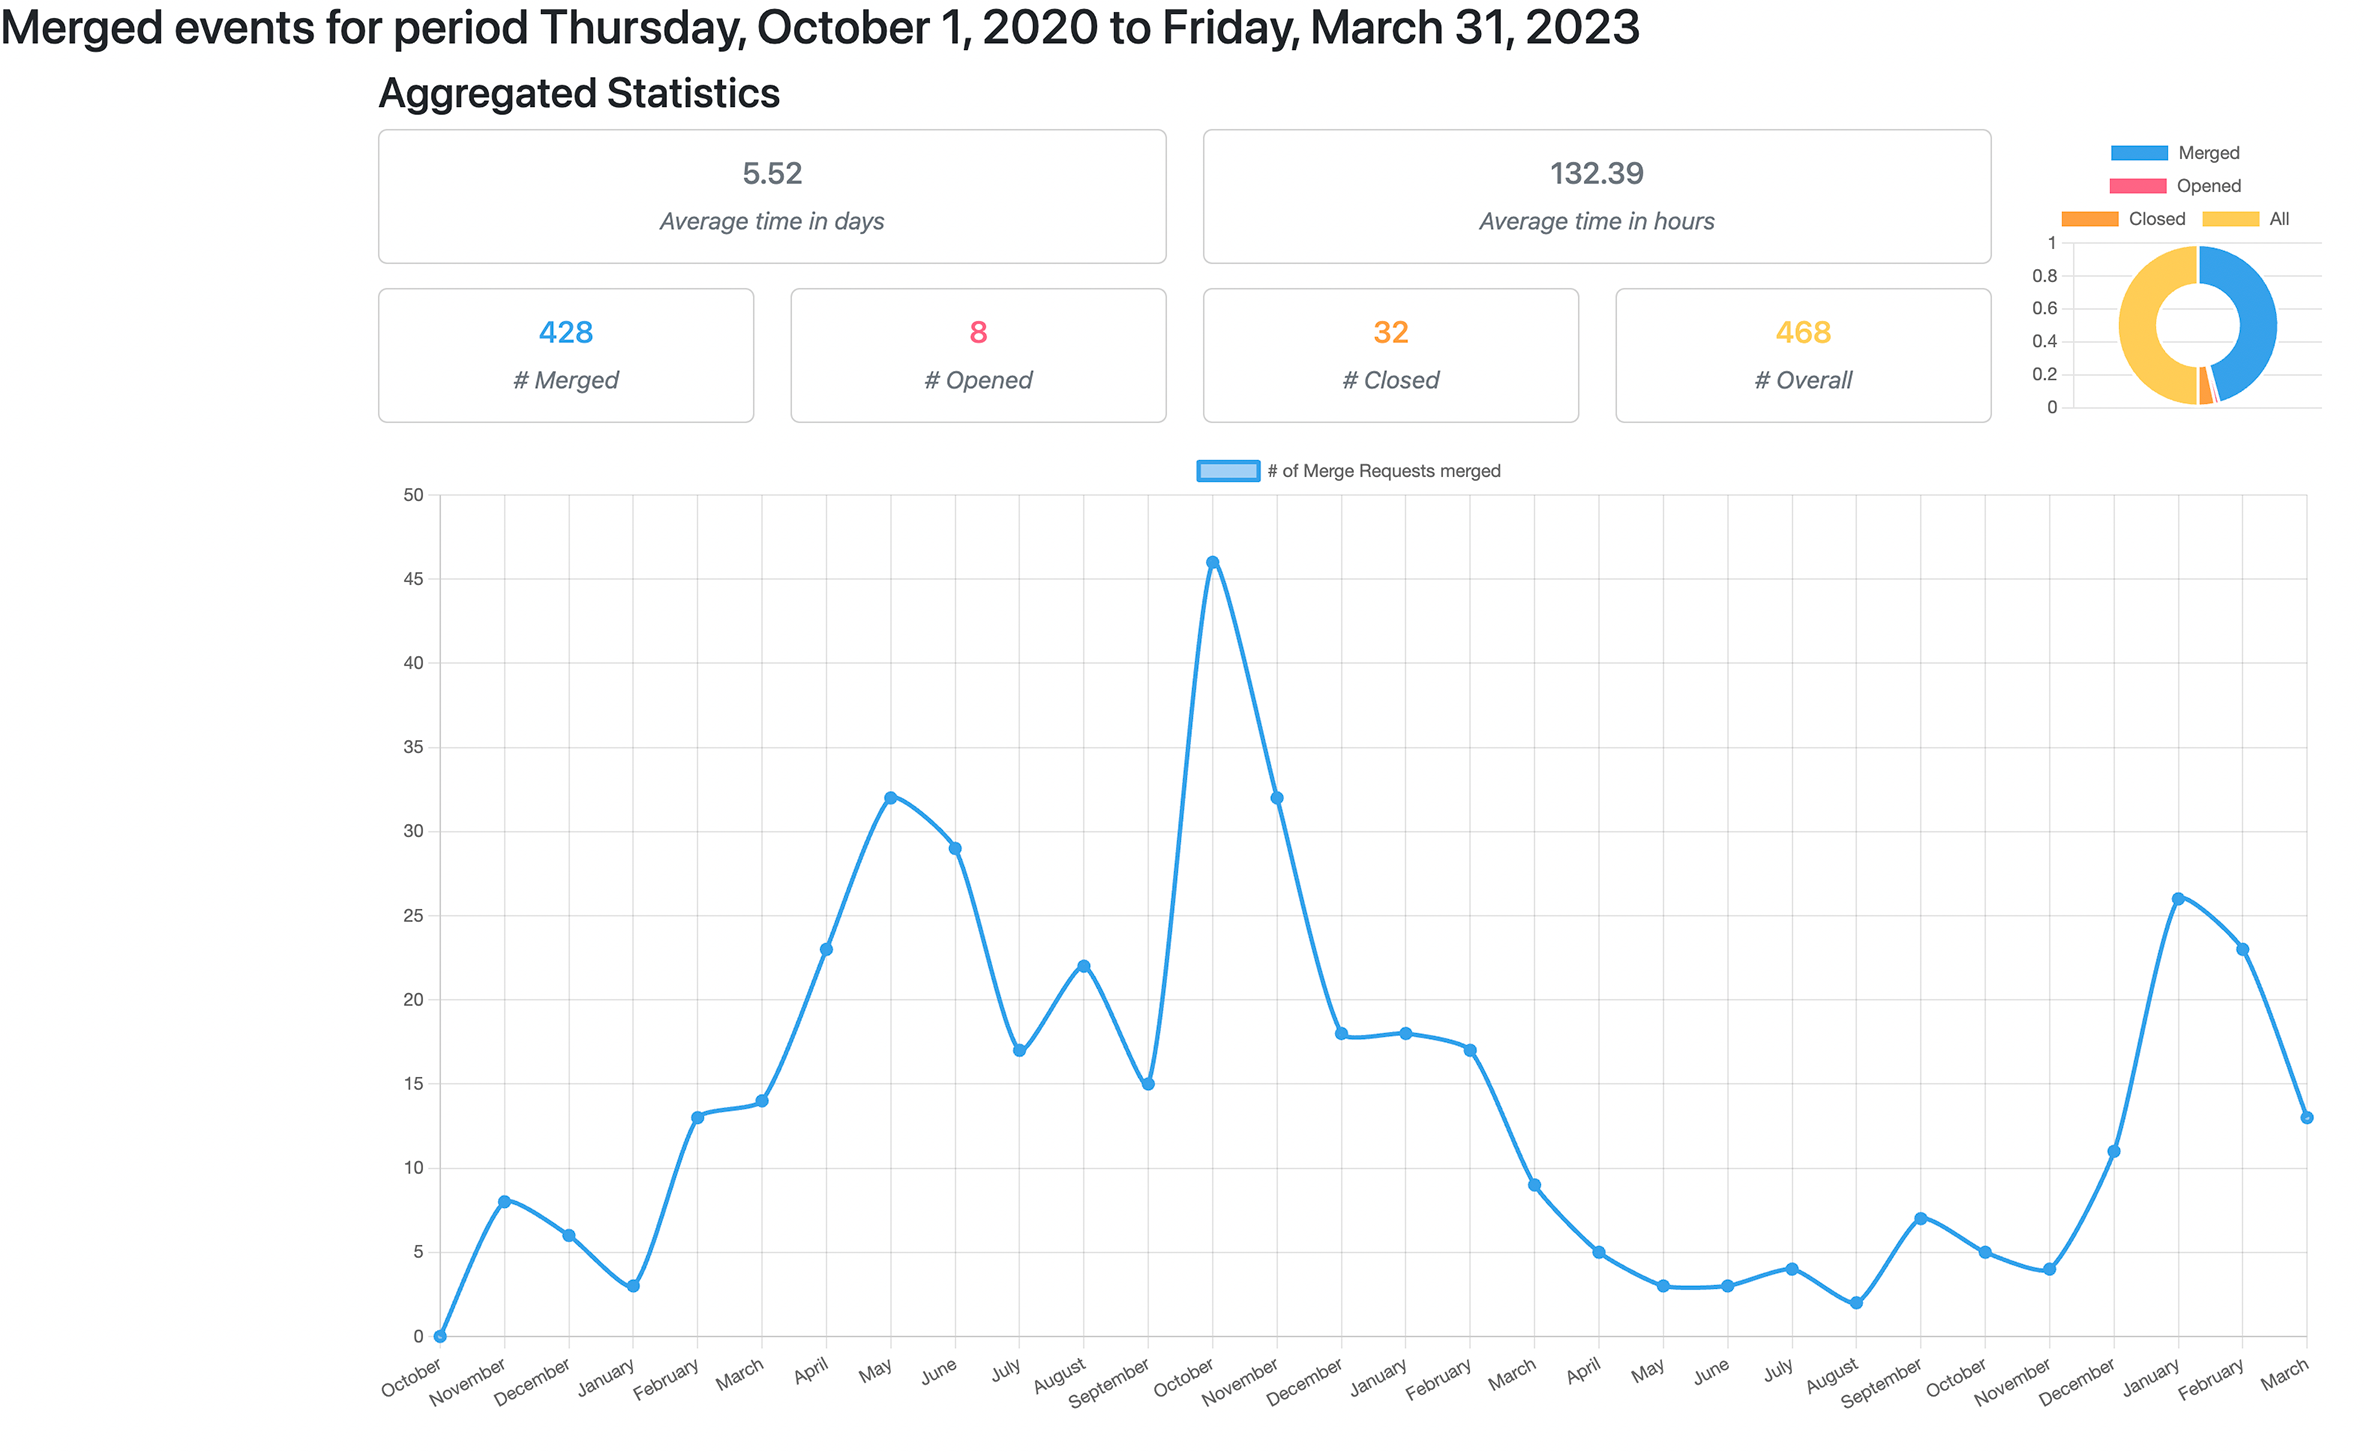 Merged events for period Thursday, October 1, 2020 to Friday, March 31, 2023
Aggregated Statistics
5.52
Average time in days
132.39
Average time in hours
428
# Merged
8
# Opened
32
# Closed
468
# Overall
Merged
Opened
Closed All
1
0.8
0.6
0.4
0.2
0
# of Merge Requests merged
50
45
40
35
30
25
20
15
10
5
0
October
November
December
January
February
March
April
May
June
July
August
September
October
November
December
January
February
March
April
May
June
July
August
September
October
November
December
January
February
March